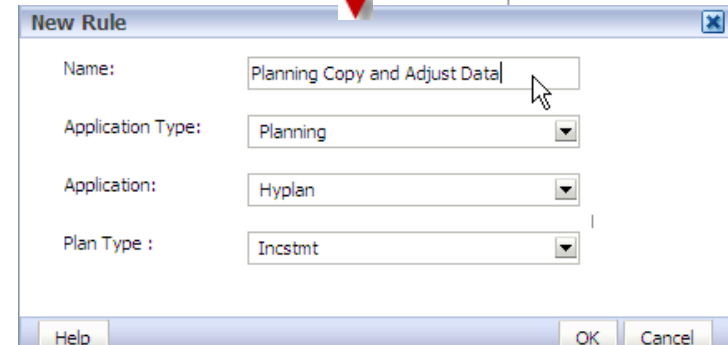 New Rule
Name: Planning Copy and Adjust Data
Application Type: Planning
Application: Hyplan
Plan Type : Incstmt
Help OK Cancel